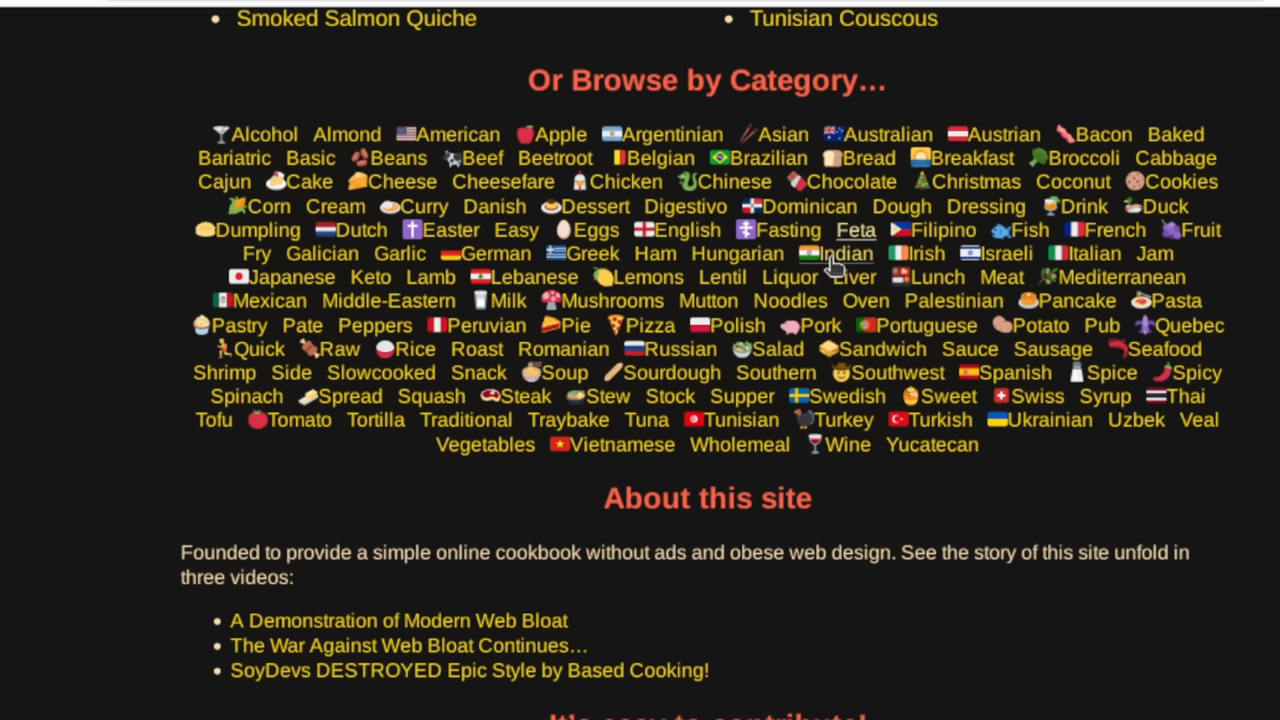 Smoked Salmon Quiche Tunisian Couscous
Or Browse by Category…
Alcohol Almond American Apple Argentinian Asian Australian Austrian Bacon Baked
Bariatric Basic Beans Beef Beetroot Belgian Brazilian Bread Breakfast Broccoli Cabbage
Cajun Cake Cheese Cheesefare Chicken Chinese Chocolate Christmas Coconut Cookies
Corn Cream Curry Danish Dessert Digestivo Dominican Dough Dressing Drink Duck
Dumpling Dutch Easter Easy Eggs English Fasting Feta Filipino Fish French Fruit
Fry Galician Garlic German Greek Ham Hungarian Indian Irish Israeli Italian Jam
Japanese Keto Lamb Lebanese Lemons Lentil Liquor Liver Lunch Meat Mediterranean
Mexican Middle-Eastern Milk Mushrooms Mutton Noodles Oven Palestinian Pancake Pasta
Pastry Pate Peppers Peruvian Pie Pizza Polish Pork Portuguese Potato Pub Quebec
Quick Raw Rice Roast Romanian Russian Salad Sandwich Sauce Sausage Seafood
Shrimp Side Slowcooked Snack Soup Sourdough Southern Southwest Spanish Spice Spicy
Spinach Spread Squash Steak Stew Stock Supper Swedish Sweet Swiss Syrup Thai
Tofu Tomato Tortilla Traditional Traybake Tuna Tunisian Turkey Turkish Ukrainian Uzbek Veal
Vegetables Vietnamese Wholemeal Wine Yucatecan
About this site
Founded to provide a simple online cookbook without ads and obese web design. See the story of this site unfold in
three videos:
A Demonstration of Modern Web Bloat
The War Against Web Bloat Continues…
SoyDevs DESTROYED Epic Style by Based Cooking!
It's easy to contribute!